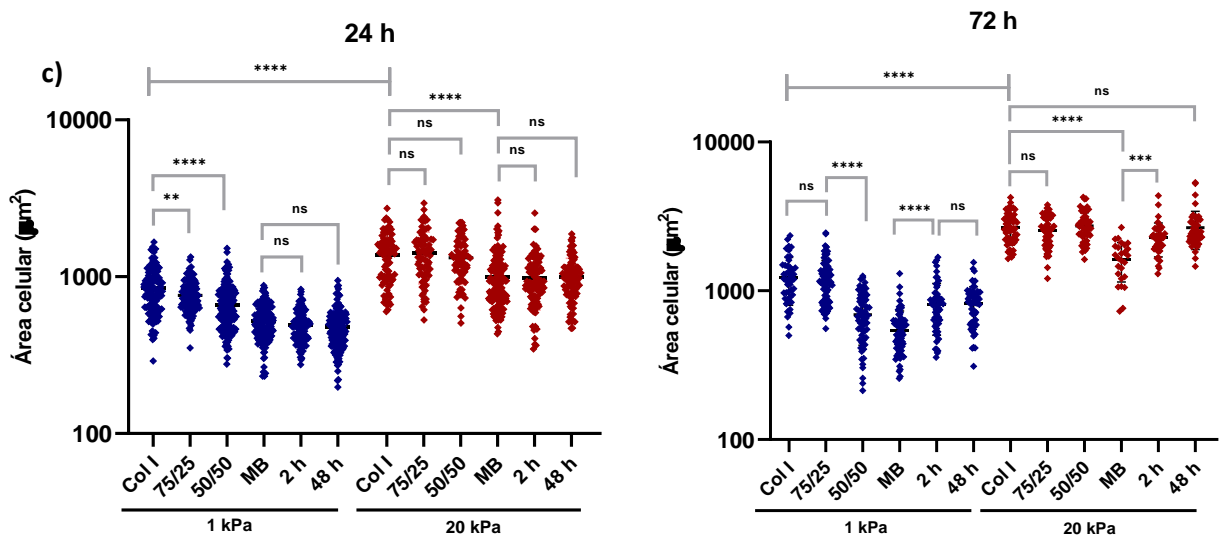 24 h
c)
****
10000
1000
100
Área celular (µm²)
****
**
ns
ns
****
ns
ns
ns
ns
Col I
75/25
50/50
MB
2 h
48 h
Col I
75/25
50/50
MB
2 h
48 h
1 kPa
20 kPa
72 h
****
10000
1000
100
Área celular (µm²)
ns
****
****
ns
ns
****
ns
***
Col I
75/25
50/50
MB
2 h
48 h
Col I
75/25
50/50
MB
2 h
48 h
1 kPa
20 kPa